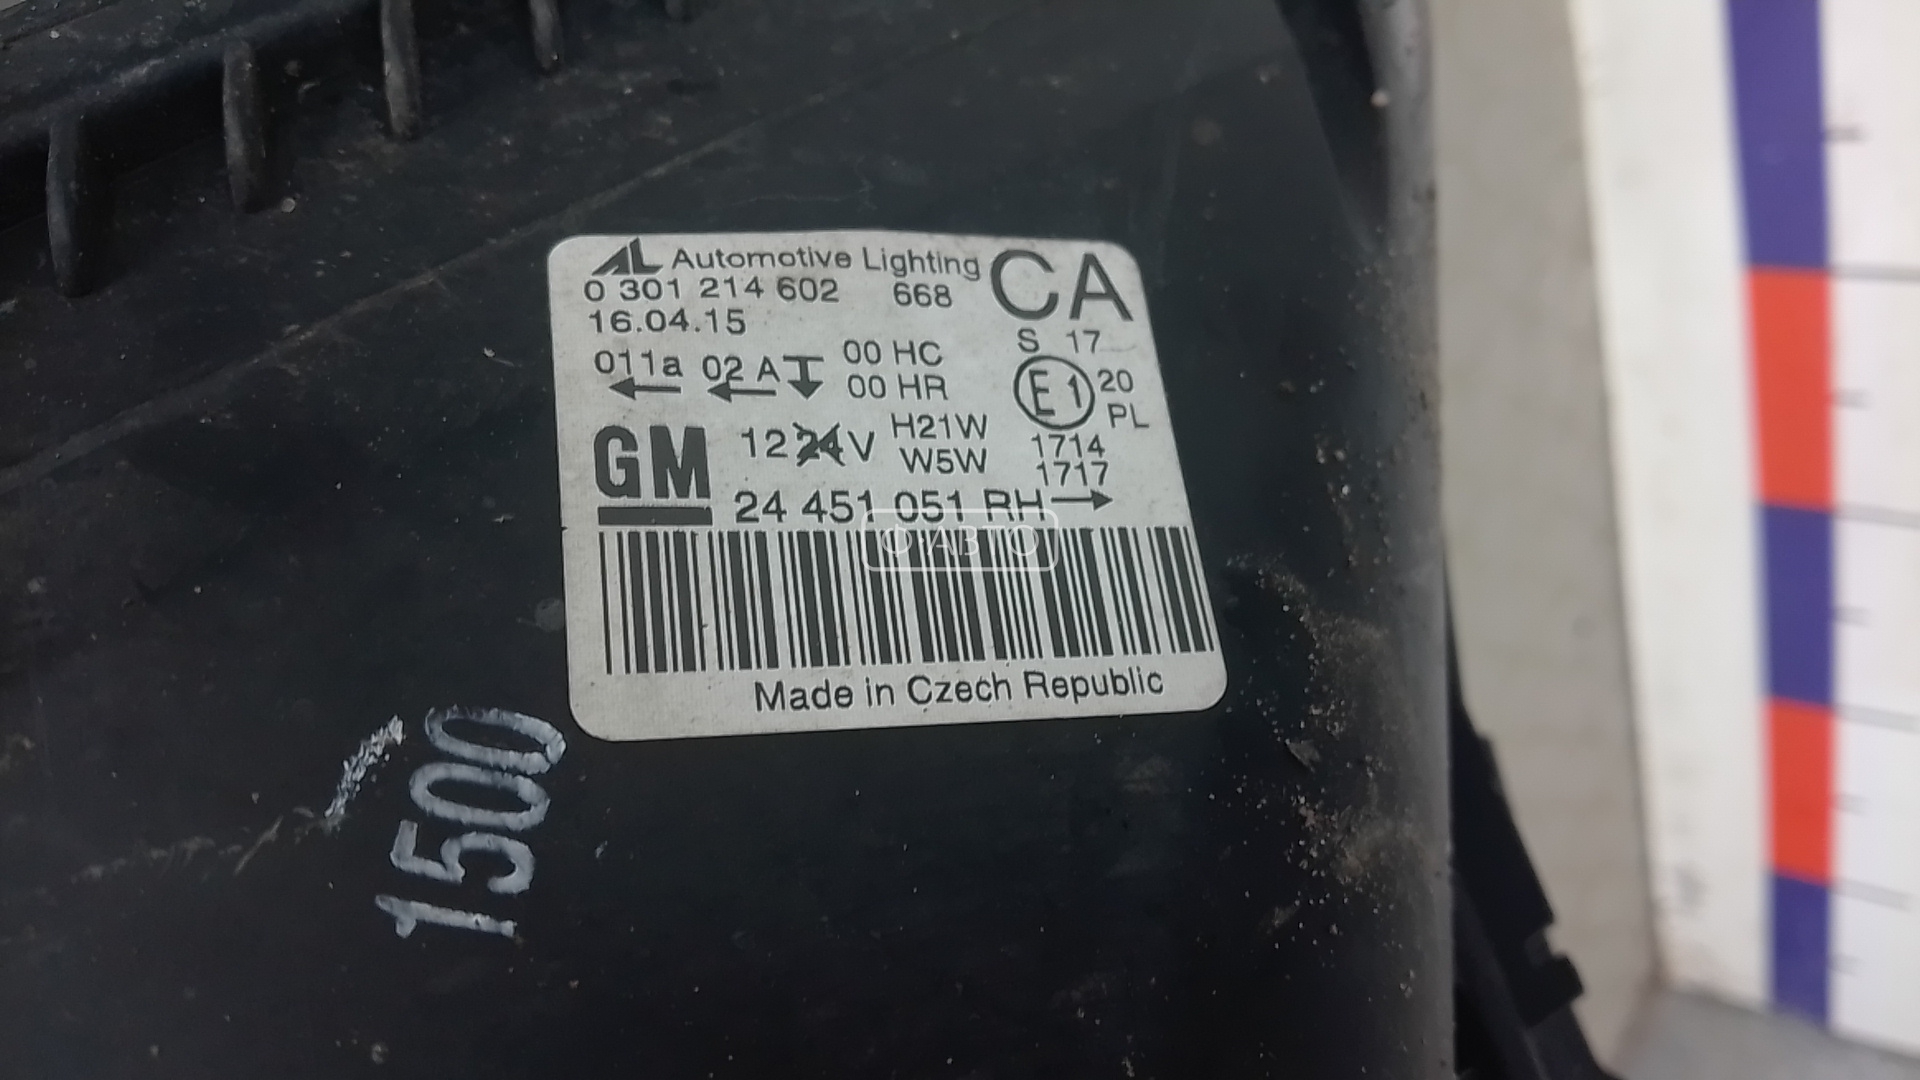 AL Automotive Lighting CA
0 301 214 602 668
16.04.15
S 17
011a 02 A 00 HC
00 HR
E1 20
PL
GM 12 24 V H21W
W5W
1714
1717
24 451 051 RH
Ф·АВТО
Made in Czech Republic
1500